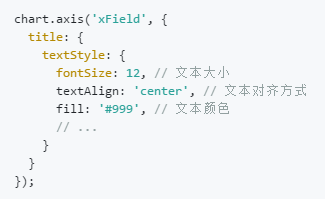 chart.axis('xField', {
  title: {
    textStyle: {
      fontSize: 12, // 文本大小
      textAlign: 'center', // 文本对齐方式
      fill: '#999', // 文本颜色
      // ...
    }
  }
});